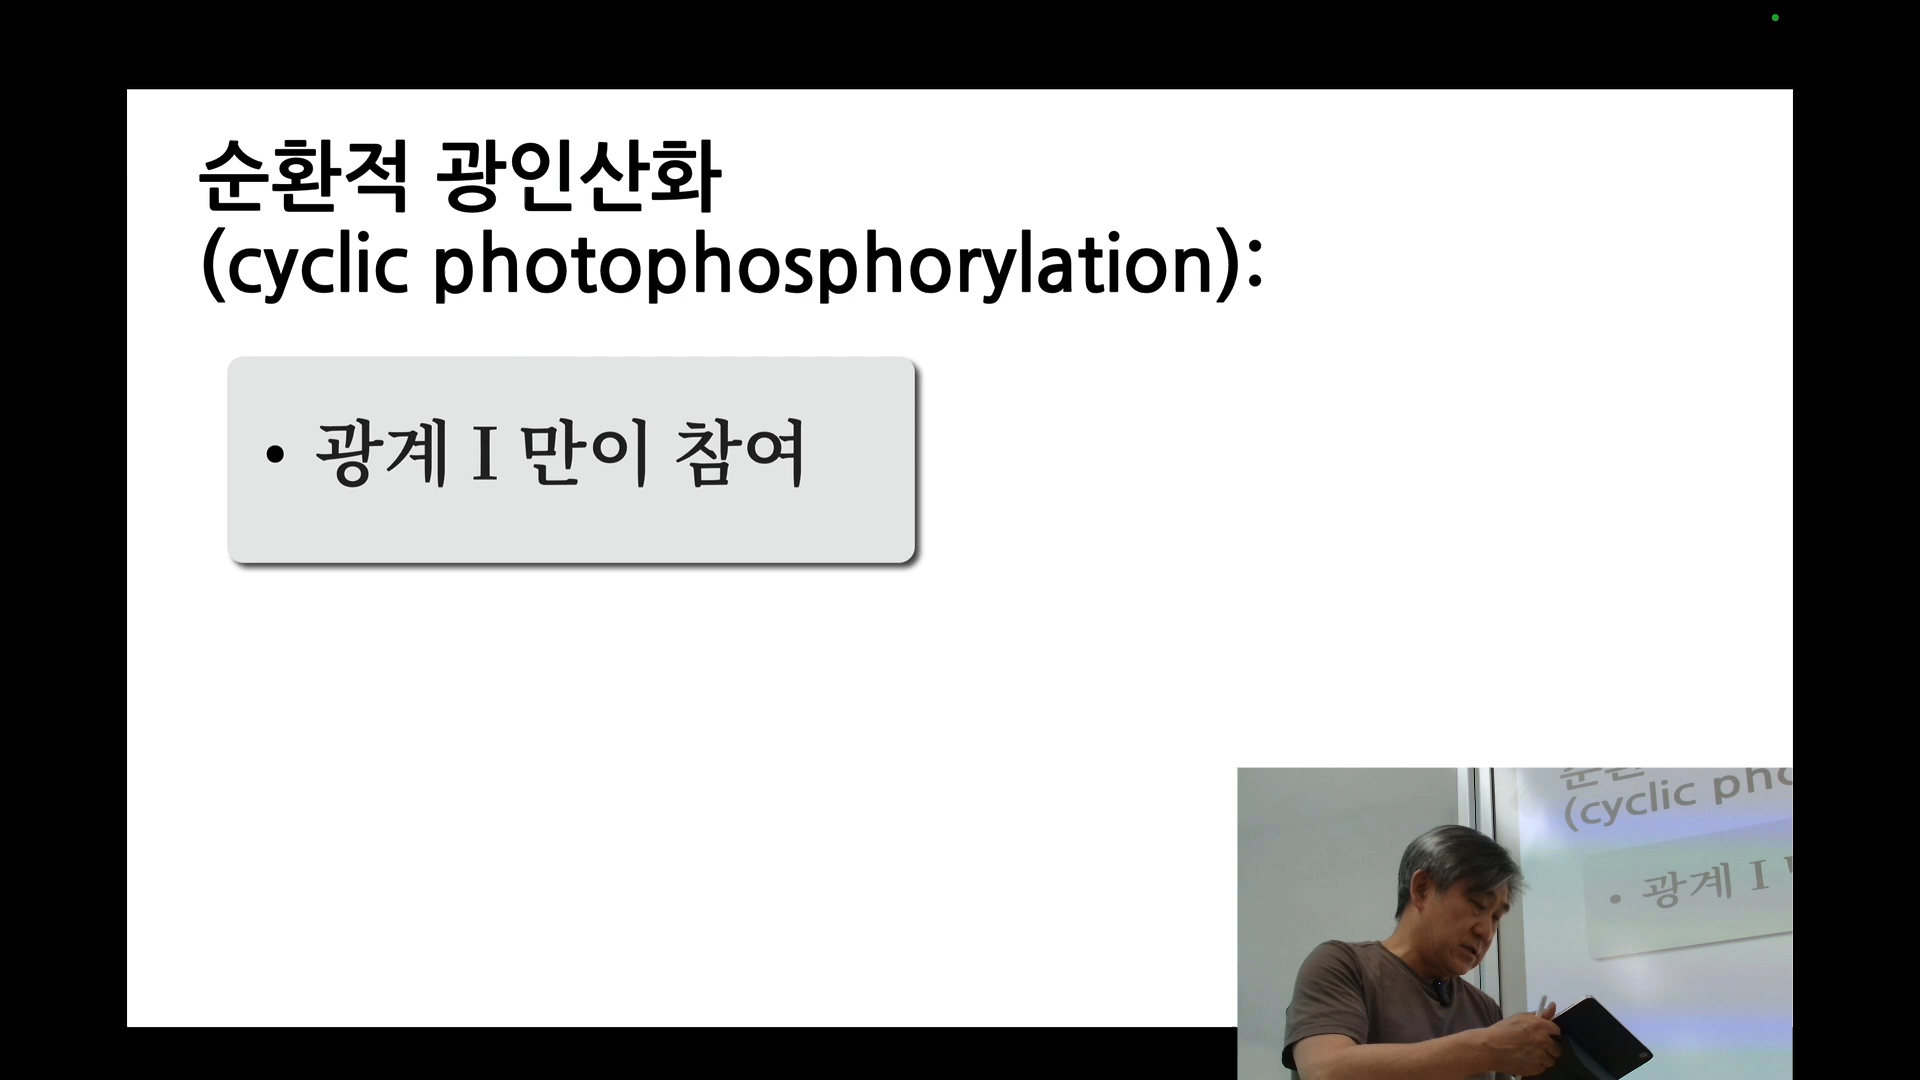 순환적 광인산화
(cyclic photophosphorylation):
• 광계 I 만이 참여
(cyclic pho
• 광계 I